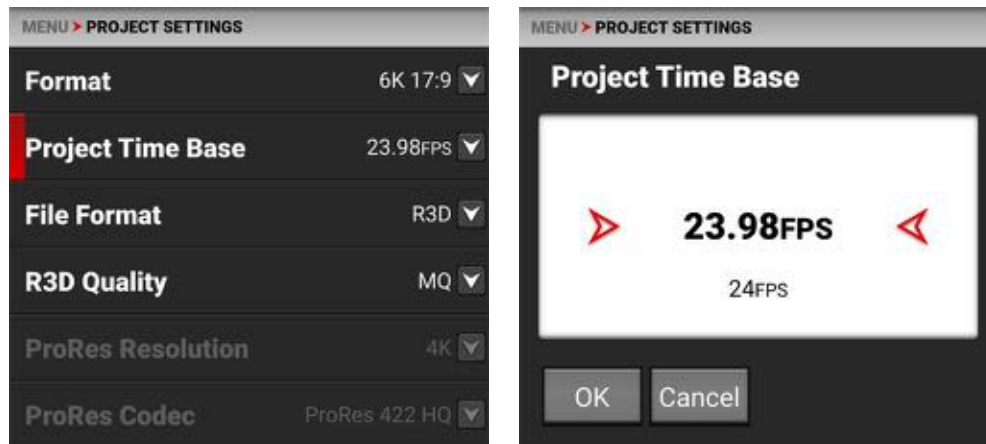 MENU > PROJECT SETTINGS
Format 6K 17:9
Project Time Base 23.98FPS
File Format R3D
R3D Quality MQ
ProRes Resolution 4K
ProRes Codec ProRes 422 HQ
MENU > PROJECT SETTINGS
Project Time Base
23.98FPS
24FPS
OK Cancel